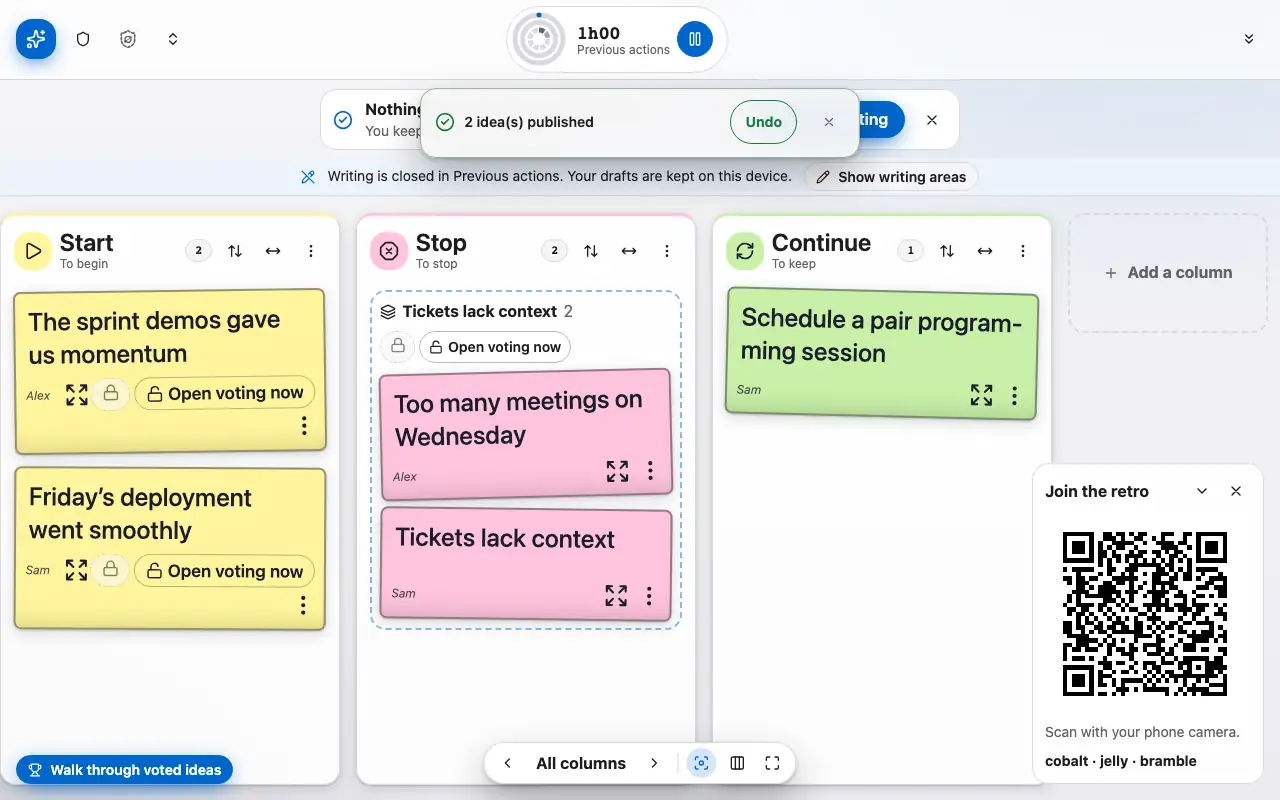 1h00
Previous actions
Nothing
You keep
2 idea(s) published
Undo
Writing is closed in Previous actions. Your drafts are kept on this device.
Show writing areas
Start
To begin
2
The sprint demos gave
us momentum
Alex
Open voting now
Friday’s deployment
went smoothly
Sam
Open voting now
Stop
To stop
2
Tickets lack context 2
Open voting now
Too many meetings on
Wednesday
Alex
Tickets lack context
Sam
Continue
To keep
1
Schedule a pair program-
ming session
Sam
+ Add a column
Join the retro
Scan with your phone camera.
cobalt · jelly · bramble
Walk through voted ideas
All columns